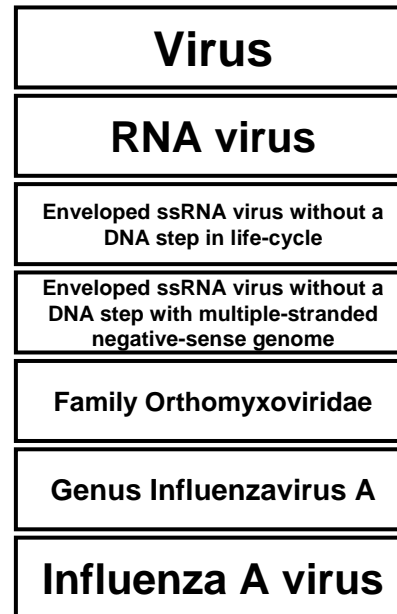 Virus
RNA virus
Enveloped ssRNA virus without a
DNA step in life-cycle
Enveloped ssRNA virus without a
DNA step with multiple-stranded
negative-sense genome
Family Orthomyxoviridae
Genus Influenzavirus A
Influenza A virus